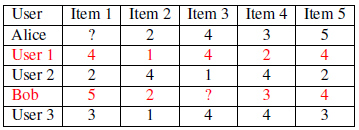 User Item 1 Item 2 Item 3 Item 4 Item 5
Alice ? 2 4 3 5
User 1 4 1 4 2 4
User 2 2 4 1 4 2
Bob 5 2 ? 3 4
User 3 3 1 4 4 3